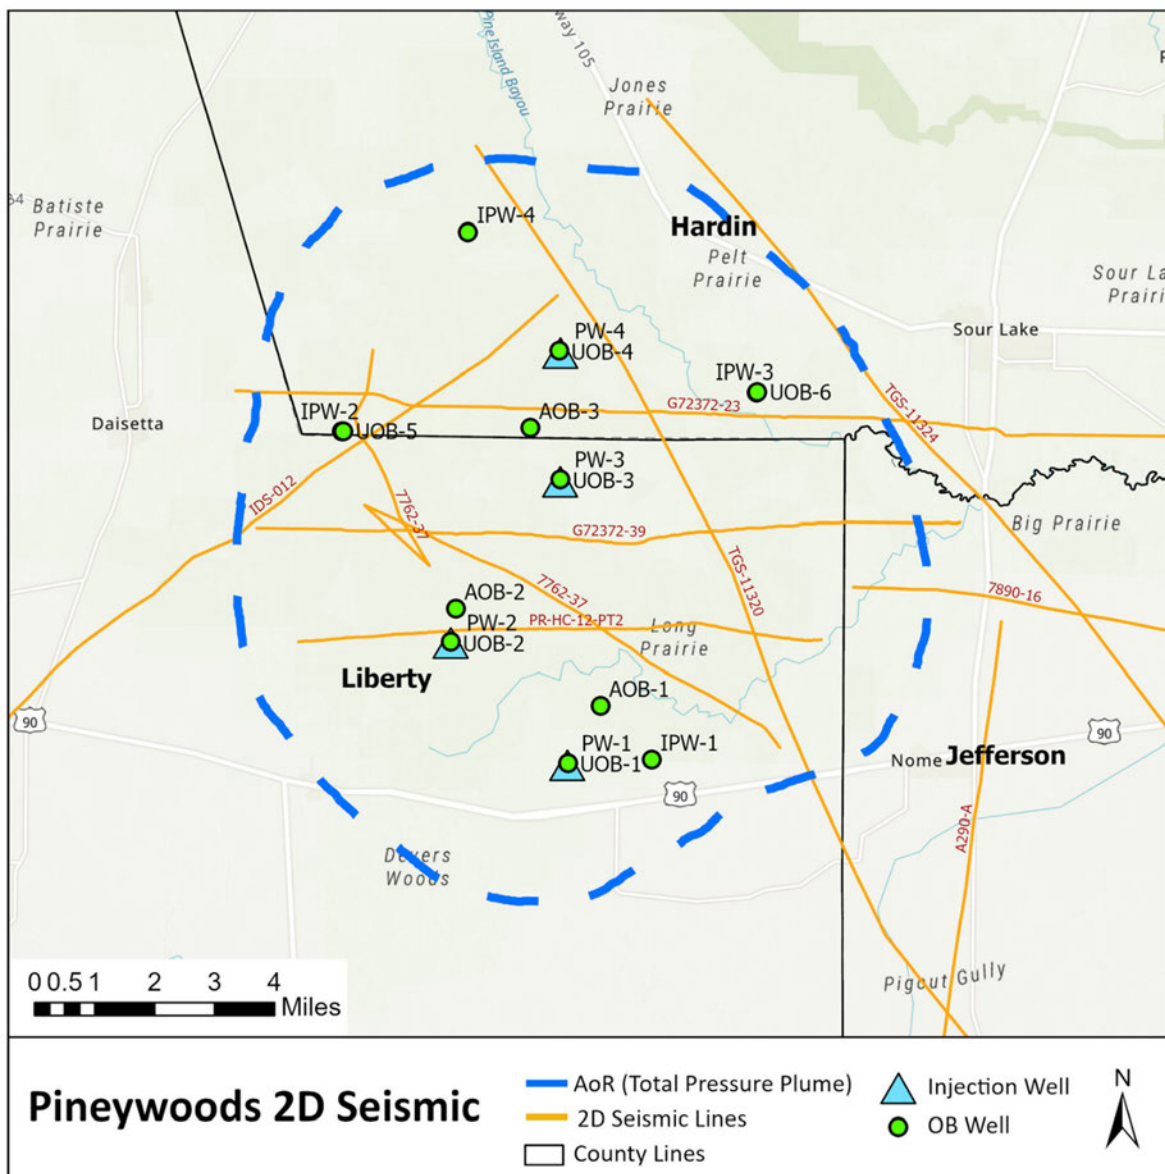 Pine Island Bayou
way 105
Jones
Prairie
84
Batiste
Prairie
IPW-4
Hardin
Pelt
Prairie
Sour La
Prairi
PW-4
UOB-4
Sour Lake
IPW-3
UOB-6
G72372-23
TGS-11324
Daisetta
IPW-2
UOB-5
AOB-3
PW-3
UOB-3
IDS-012
7762-37
G72372-39
Big Prairie
TGS-11320
7762-37
7890-16
AOB-2
PW-2
UOB-2
PR-HC-12-PT2
Long
Prairie
Liberty
AOB-1
90
90
PW-1
UOB-1
IPW-1
Nome
Jefferson
90
A290-A
Devers
Woods
Pigout Gully
0 0.5 1 2 3 4
Miles
Pineywoods 2D Seismic
AoR (Total Pressure Plume)
2D Seismic Lines
County Lines
Injection Well
OB Well
N